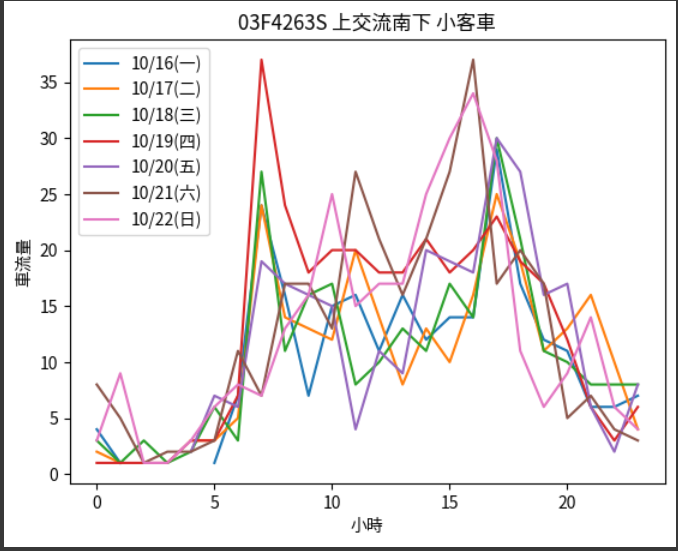 03F4263S 上交流南下 小客車
10/16(一)
10/17(二)
10/18(三)
10/19(四)
10/20(五)
10/21(六)
10/22(日)
車流量
35
30
25
20
15
10
5
0
0 5 10 15 20
小時